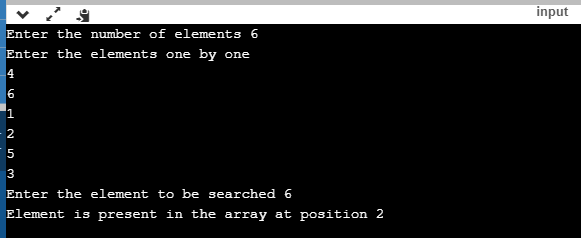 input
Enter the number of elements 6
Enter the elements one by one
4
6
1
2
5
3
Enter the element to be searched 6
Element is present in the array at position 2